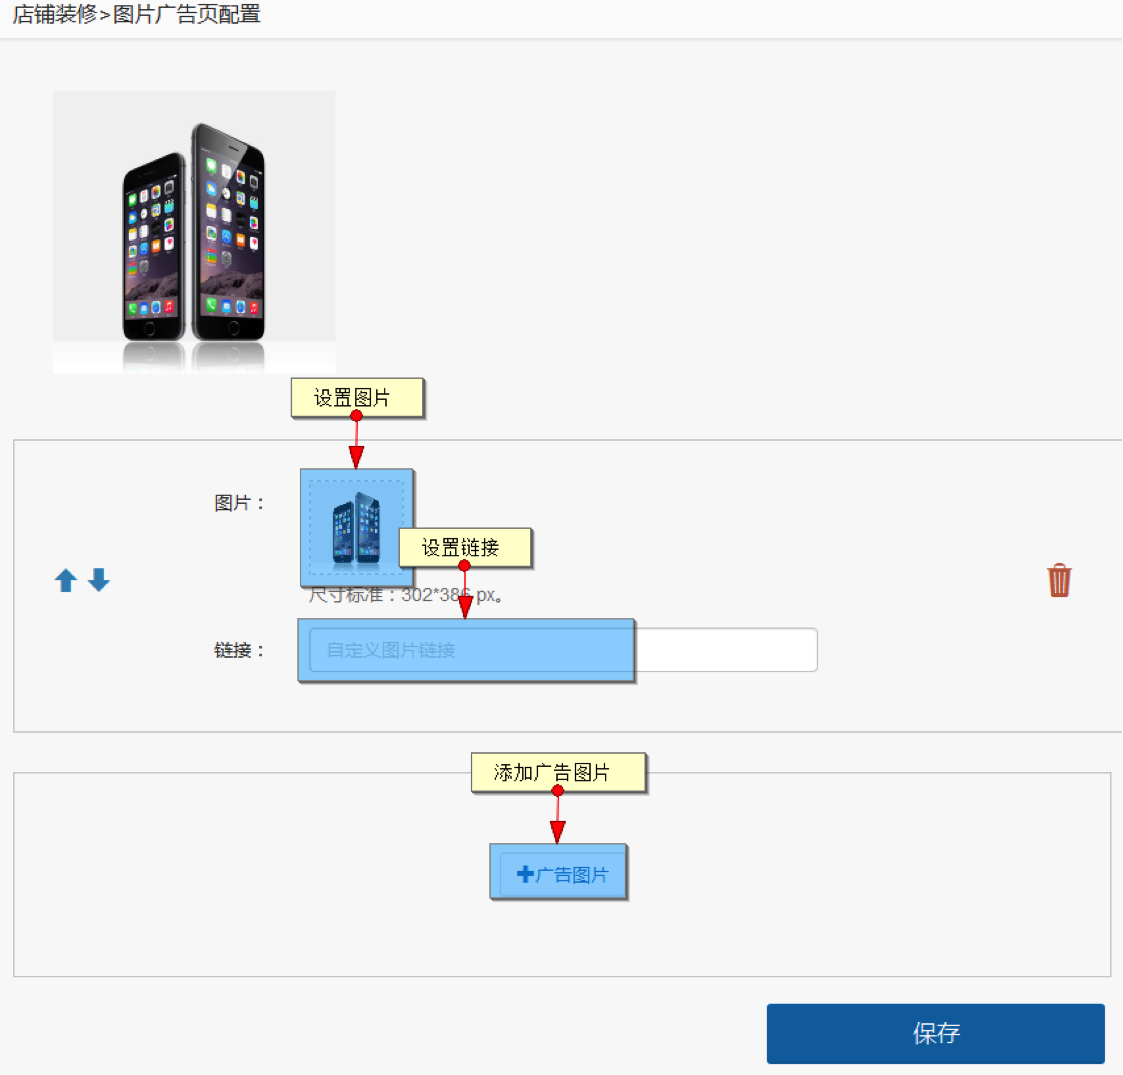 店铺装修>图片广告页配置
设置图片
图片：
设置链接
尺寸标准：302*386 px。
链接：
自定义图片链接
添加广告图片
+广告图片
保存